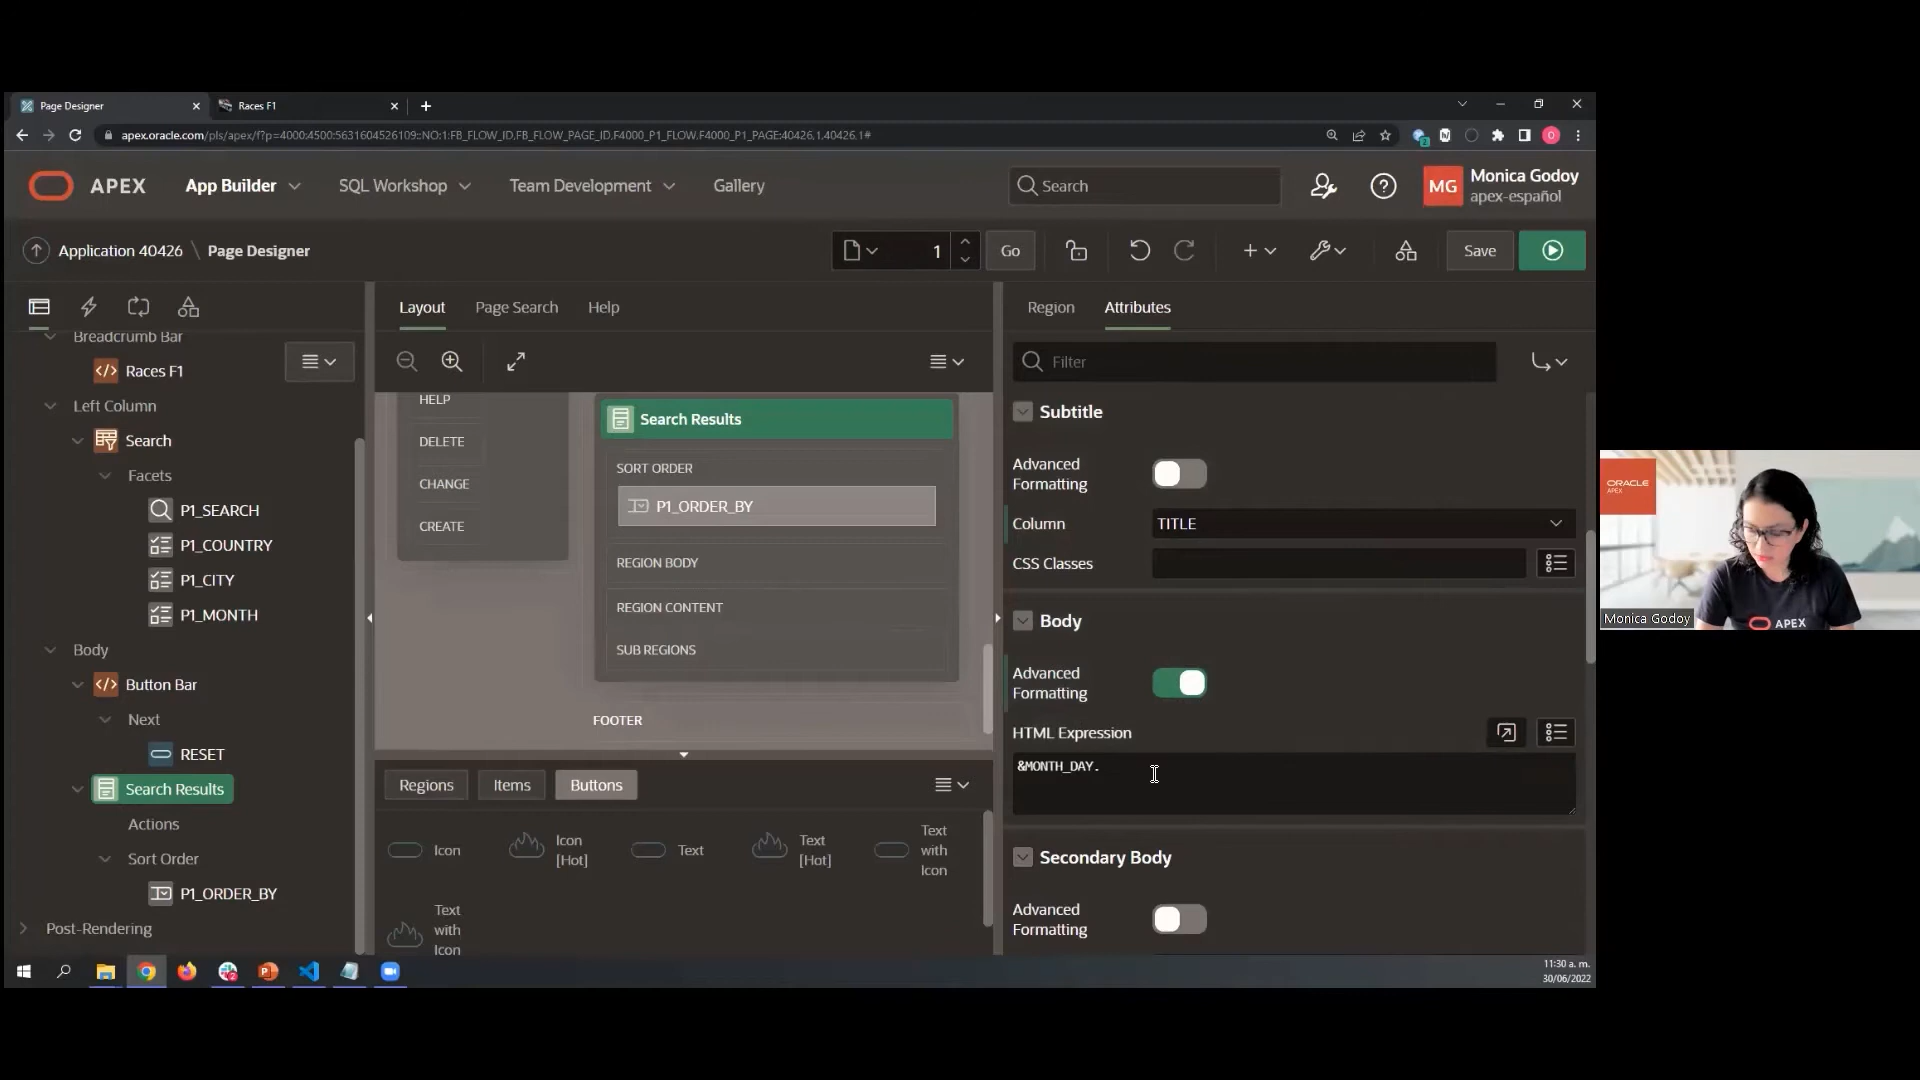 Page Designer
Races F1
apex.oracle.com/pls/apex/f?p=4000:4500:5631604526109::NO:1:FB_FLOW_ID,FB_FLOW_PAGE_ID,F4000_P1_FLOW,F4000_P1_PAGE:40426,1,40426,1#
APEX
App Builder
SQL Workshop
Team Development
Gallery
Search
MG
Monica Godoy
apex-español
Application 40426 \ Page Designer
1
Go
Save
Breadcrumb Bar
Races F1
Left Column
Search
Facets
P1_SEARCH
P1_COUNTRY
P1_CITY
P1_MONTH
Body
Button Bar
Next
RESET
Search Results
Actions
Sort Order
P1_ORDER_BY
Post-Rendering
Layout
Page Search
Help
HELP
DELETE
CHANGE
CREATE
Search Results
SORT ORDER
P1_ORDER_BY
REGION BODY
REGION CONTENT
SUB REGIONS
FOOTER
Regions
Items
Buttons
Icon
Icon
[Hot]
Text
Text
[Hot]
Text
with
Icon
Text
with
Icon
Region
Attributes
Filter
Subtitle
Advanced
Formatting
Column
TITLE
CSS Classes
Body
Advanced
Formatting
HTML Expression
&MONTH_DAY.
Secondary Body
Advanced
Formatting
11:30 a. m.
30/06/2022
ORACLE
APEX
APEX
Monica Godoy